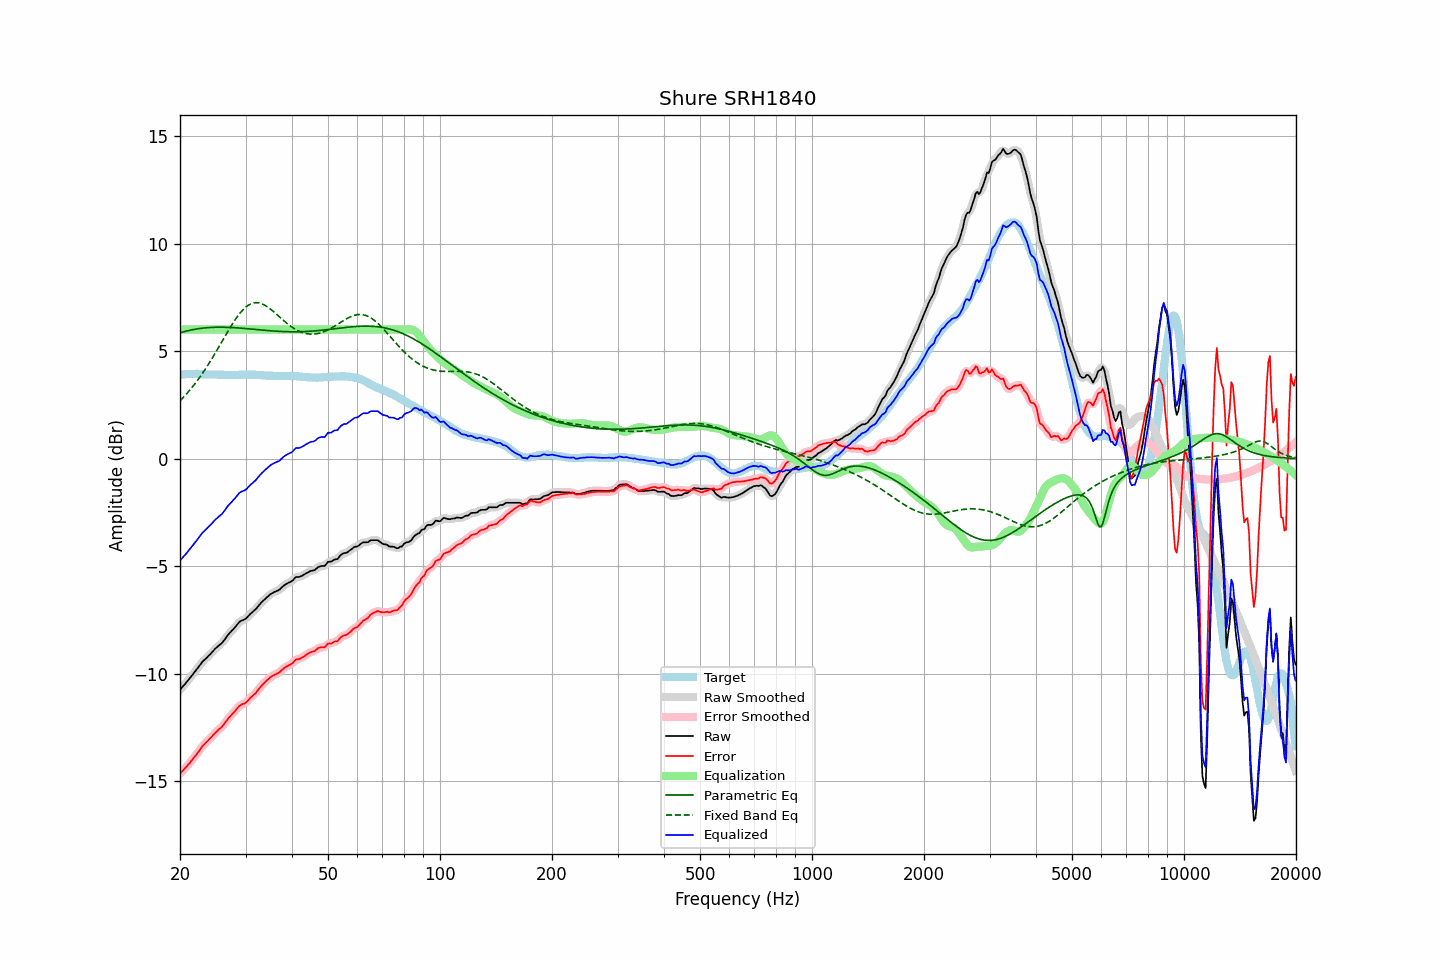 Shure SRH1840
Amplitude (dBr)
15
10
5
0
−5
−10
−15
Target
Raw Smoothed
Error Smoothed
Raw
Error
Equalization
Parametric Eq
Fixed Band Eq
Equalized
20 50 100 200 500 1000 2000 5000 10000 20000
Frequency (Hz)